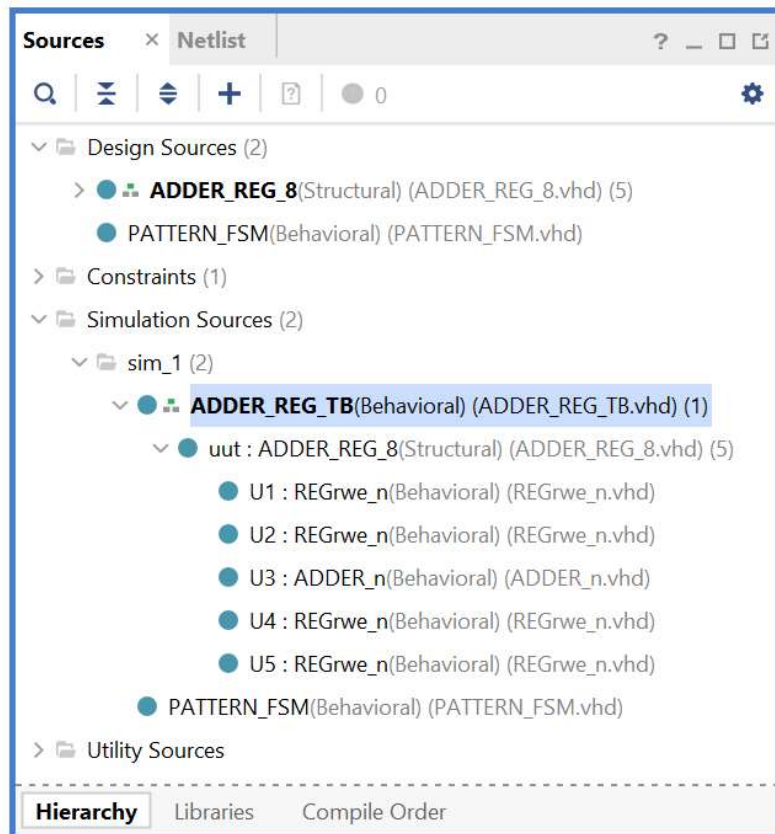 Sources × Netlist ? _
+ ? 0
Design Sources (2)
ADDER_REG_8(Structural) (ADDER_REG_8.vhd) (5)
PATTERN_FSM(Behavioral) (PATTERN_FSM.vhd)
Constraints (1)
Simulation Sources (2)
sim_1 (2)
ADDER_REG_TB(Behavioral) (ADDER_REG_TB.vhd) (1)
uut : ADDER_REG_8(Structural) (ADDER_REG_8.vhd) (5)
U1 : REGrwe_n(Behavioral) (REGrwe_n.vhd)
U2 : REGrwe_n(Behavioral) (REGrwe_n.vhd)
U3 : ADDER_n(Behavioral) (ADDER_n.vhd)
U4 : REGrwe_n(Behavioral) (REGrwe_n.vhd)
U5 : REGrwe_n(Behavioral) (REGrwe_n.vhd)
PATTERN_FSM(Behavioral) (PATTERN_FSM.vhd)
Utility Sources
Hierarchy Libraries Compile Order